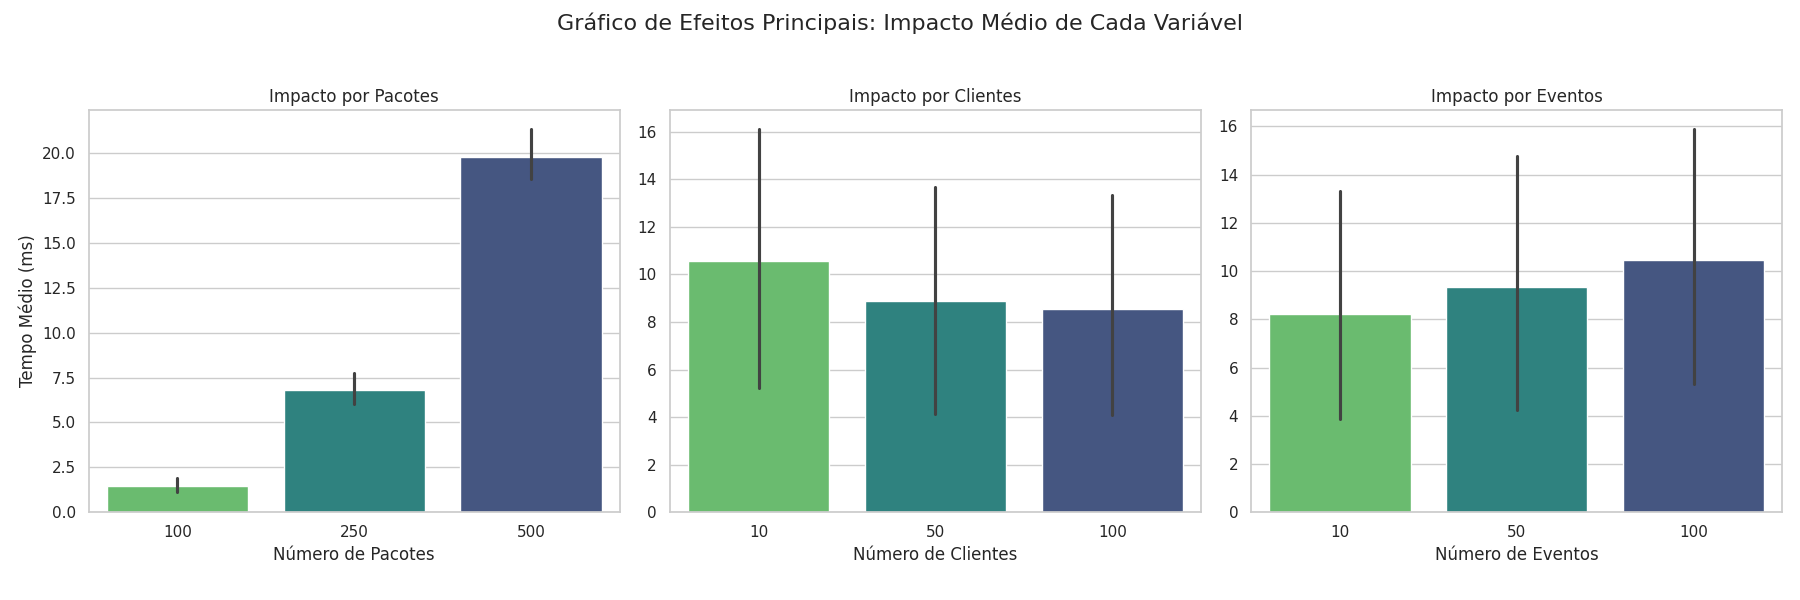 Gráfico de Efeitos Principais: Impacto Médio de Cada Variável
Impacto por Pacotes
Tempo Médio (ms)
20.0
17.5
15.0
12.5
10.0
7.5
5.0
2.5
0.0
100 250 500
Número de Pacotes
Impacto por Clientes
16
14
12
10
8
6
4
2
0
10 50 100
Número de Clientes
Impacto por Eventos
16
14
12
10
8
6
4
2
0
10 50 100
Número de Eventos